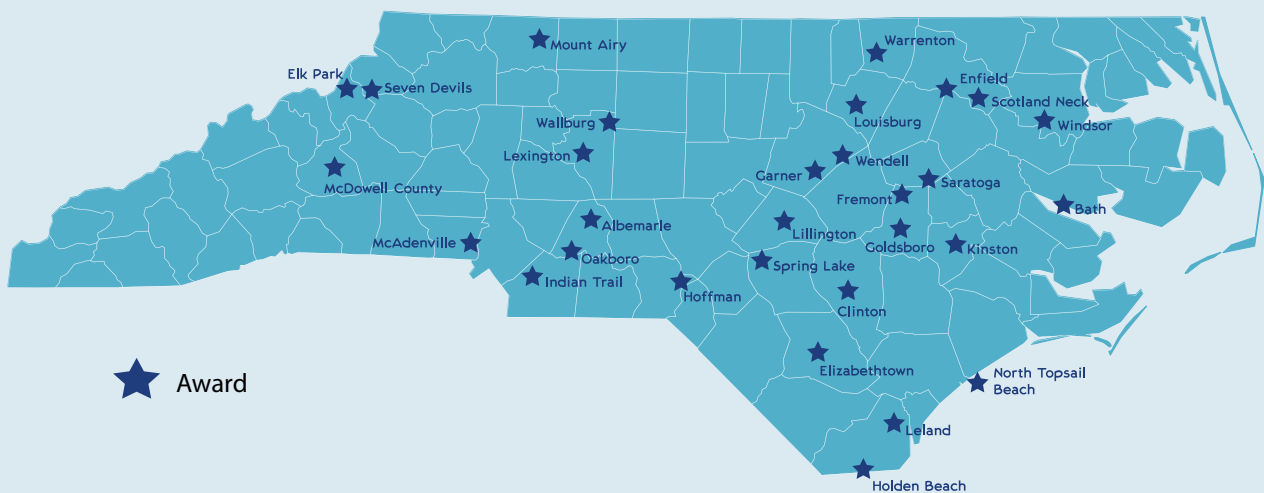 Mount Airy
Warrenton
Elk Park
Seven Devils
Enfield
Scotland Neck
Louisburg
Wallburg
Windsor
Lexington
Wendell
Garner
McDowell County
Saratoga
Fremont
Bath
Albemarle
Lillington
McAdenville
Goldsboro
Kinston
Oakboro
Spring Lake
Indian Trail
Hoffman
Clinton
Elizabethtown
North Topsail
Beach
Award
Leland
Holden Beach